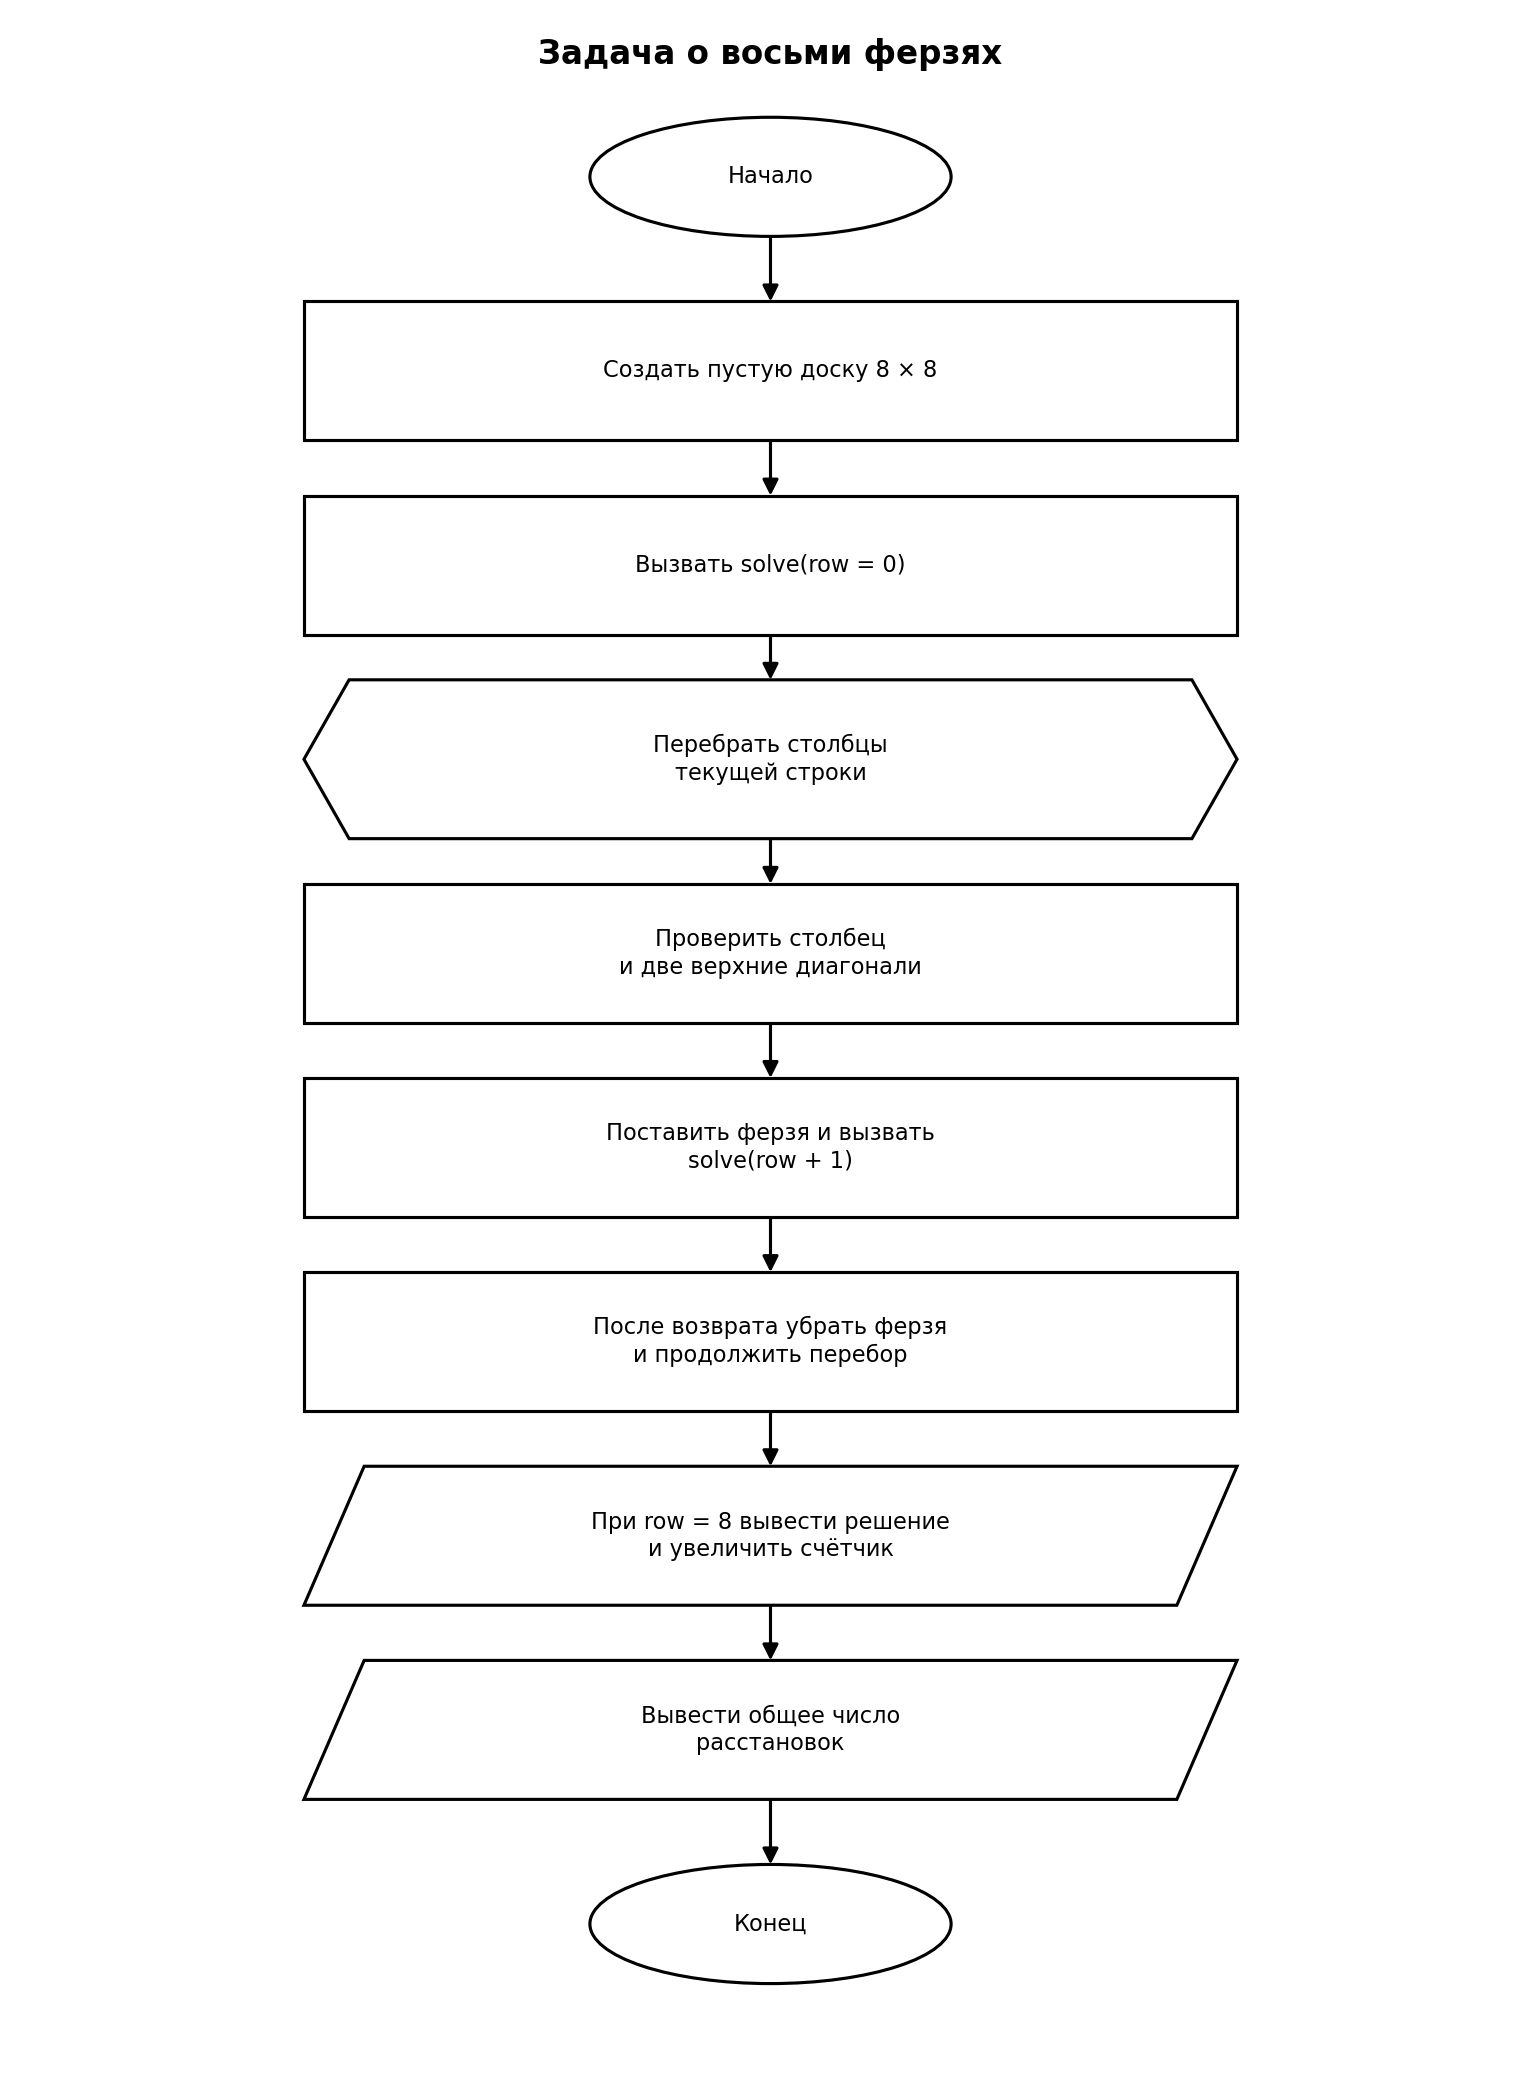 Задача о восьми ферзях
Начало
Создать пустую доску 8 × 8
Вызвать solve(row = 0)
Перебрать столбцы
текущей строки
Проверить столбец
и две верхние диагонали
Поставить ферзя и вызвать
solve(row + 1)
После возврата убрать ферзя
и продолжить перебор
При row = 8 вывести решение
и увеличить счётчик
Вывести общее число
расстановок
Конец